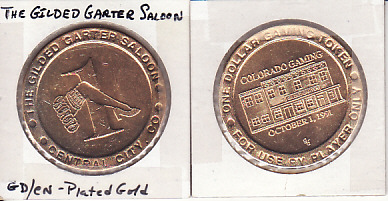 THE GILDED GARTER SALOON
THE GILDED GARTER SALOON
CENTRAL CITY, CO.
GD/CN-Plated Gold
ONE DOLLAR GAMING TOKEN
COLORADO GAMING
OCTOBER 1, 1991
FOR USE BY PLAYER ONLY